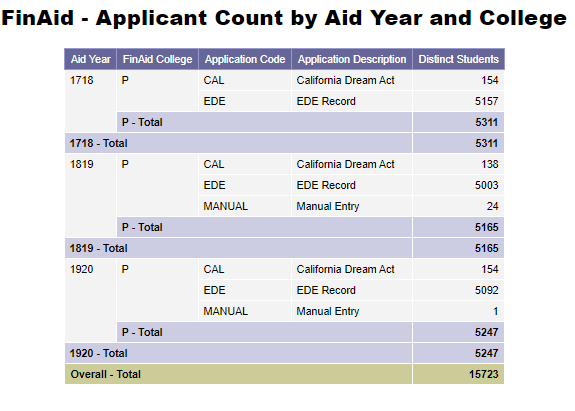 FinAid - Applicant Count by Aid Year and College
Aid Year FinAid College Application Code Application Description Distinct Students
1718 P CAL California Dream Act 154
EDE EDE Record 5157
P - Total 5311
1718 - Total 5311
1819 P CAL California Dream Act 138
EDE EDE Record 5003
MANUAL Manual Entry 24
P - Total 5165
1819 - Total 5165
1920 P CAL California Dream Act 154
EDE EDE Record 5092
MANUAL Manual Entry 1
P - Total 5247
1920 - Total 5247
Overall - Total 15723